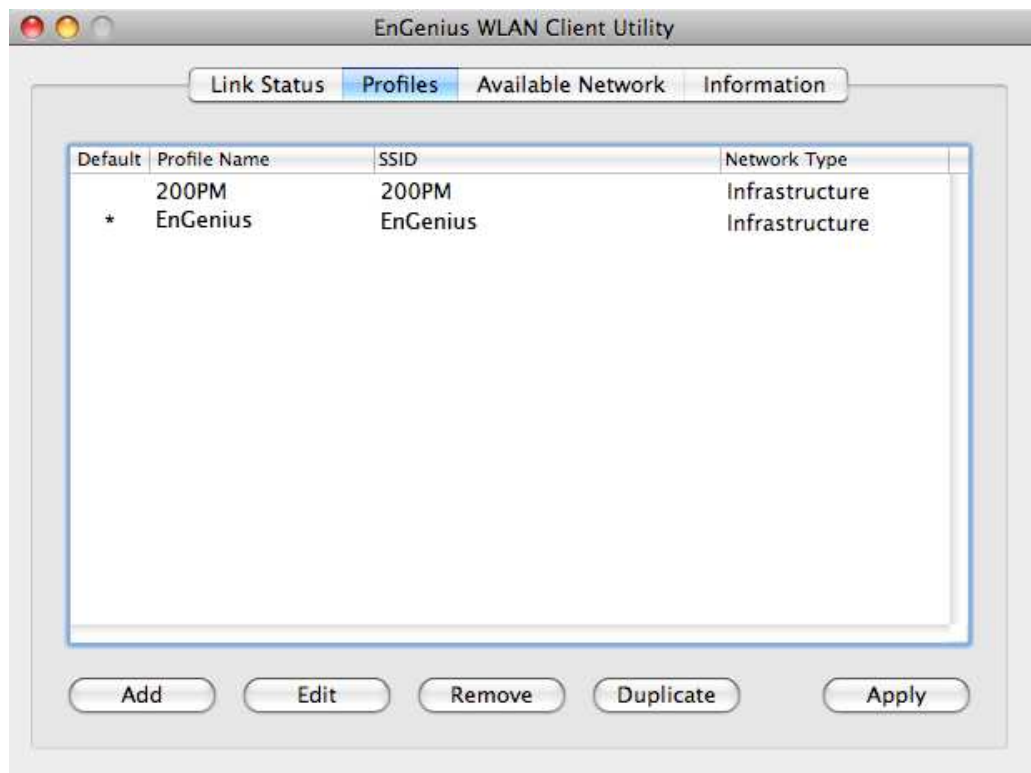 EnGenius WLAN Client Utility
Link Status Profiles Available Network Information
Default Profile Name SSID Network Type
200PM 200PM Infrastructure
* EnGenius EnGenius Infrastructure
Add Edit Remove Duplicate Apply